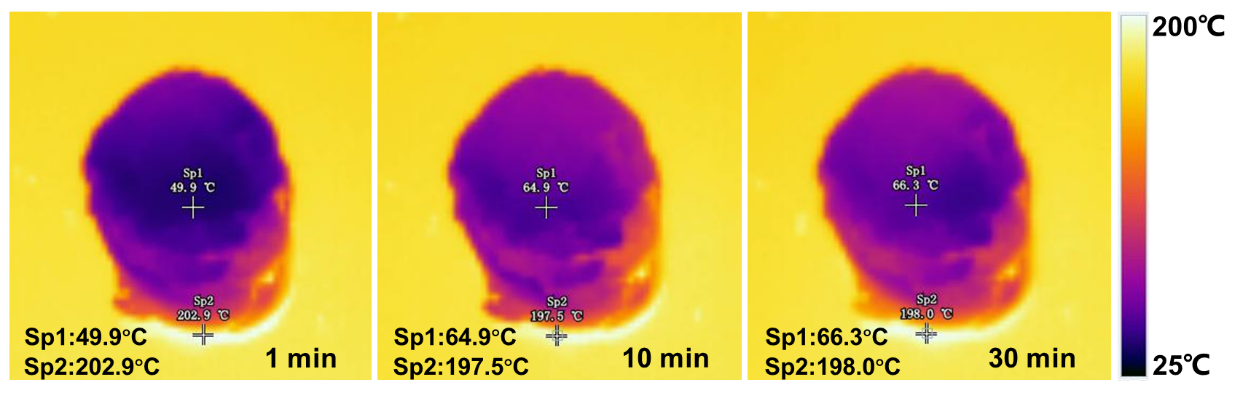 Sp1
49.9 ℃
Sp2
202.9 ℃
Sp1:49.9°C
Sp2:202.9°C
1 min
Sp1
64.9 ℃
Sp2
197.5 ℃
Sp1:64.9°C
Sp2:197.5°C
10 min
Sp1
66.3 ℃
Sp2
198.0 ℃
Sp1:66.3°C
Sp2:198.0°C
30 min
200℃
25℃